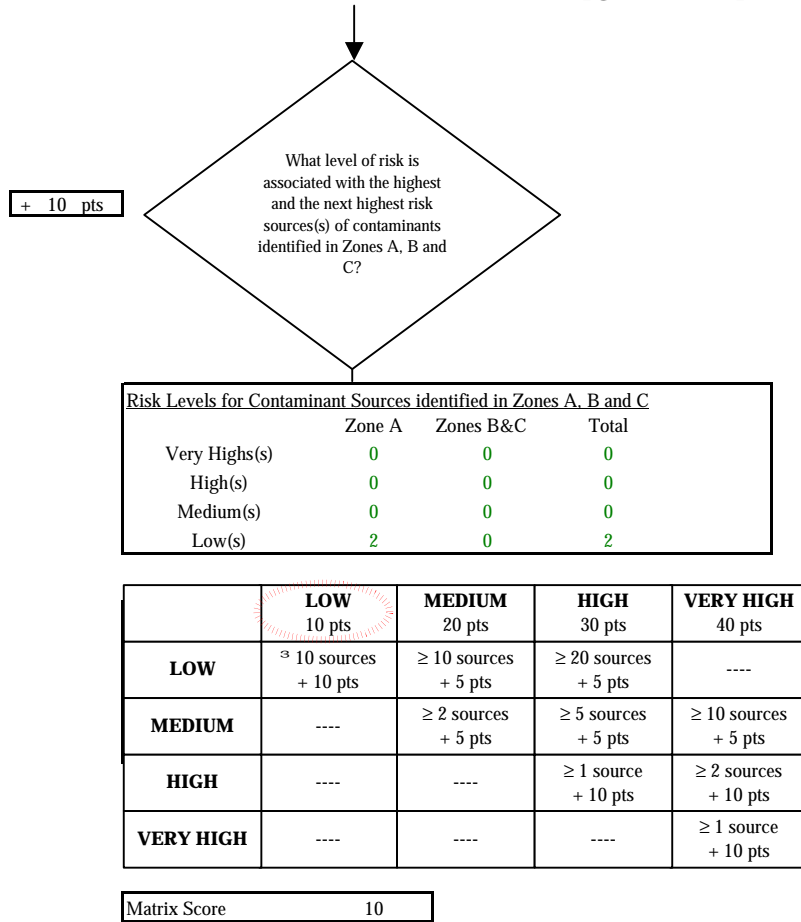 What level of risk is
associated with the highest
and the next highest risk
sources(s) of contaminants
identified in Zones A, B and
C?
+ 10 pts
Risk Levels for Contaminant Sources identified in Zones A, B and C
Zone A Zones B&C Total
Very Highs(s) 0 0 0
High(s) 0 0 0
Medium(s) 0 0 0
Low(s) 2 0 2
LOW MEDIUM HIGH VERY HIGH
10 pts 20 pts 30 pts 40 pts
LOW ³ 10 sources ≥ 10 sources ≥ 20 sources ----
+ 10 pts + 5 pts + 5 pts
MEDIUM ---- ≥ 2 sources ≥ 5 sources ≥ 10 sources
+ 5 pts + 5 pts + 5 pts
HIGH ---- ---- ≥ 1 source ≥ 2 sources
+ 10 pts + 10 pts
VERY HIGH ---- ---- ---- ≥ 1 source
+ 10 pts
Matrix Score 10